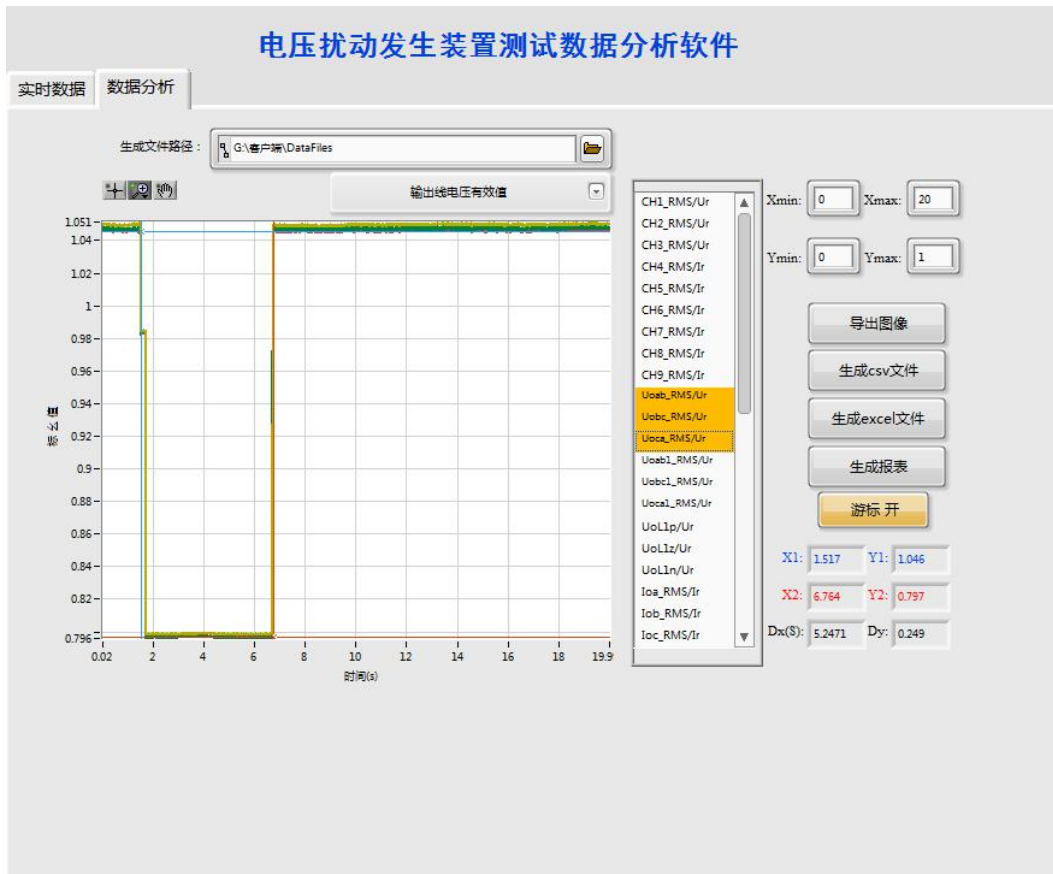 电压扰动发生装置测试数据分析软件
实时数据 数据分析
生成文件路径： G:\客户端\DataFiles
输出线电压有效值
CH1_RMS/Ur
CH2_RMS/Ur
CH3_RMS/Ur
CH4_RMS/Ir
CH5_RMS/Ir
CH6_RMS/Ir
CH7_RMS/Ir
CH8_RMS/Ir
CH9_RMS/Ir
Uoab_RMS/Ur
Uobc_RMS/Ur
Uoca_RMS/Ur
Uoab1_RMS/Ur
Uobc1_RMS/Ur
Uoca1_RMS/Ur
UoL1p/Ur
UoL1z/Ur
UoL1n/Ur
Ioa_RMS/Ir
Iob_RMS/Ir
Ioc_RMS/Ir
Xmin: 0 Xmax: 20
Ymin: 0 Ymax: 1
导出图像
生成csv文件
生成excel文件
生成报表
游标 开
X1: 1.517 Y1: 1.046
X2: 6.764 Y2: 0.797
Dx(S): 5.2471 Dy: 0.249
标幺值
1.051
1.04
1.02
1
0.98
0.96
0.94
0.92
0.9
0.88
0.86
0.84
0.82
0.796
0.02 2 4 6 8 10 12 14 16 18 19.9
时间(s)